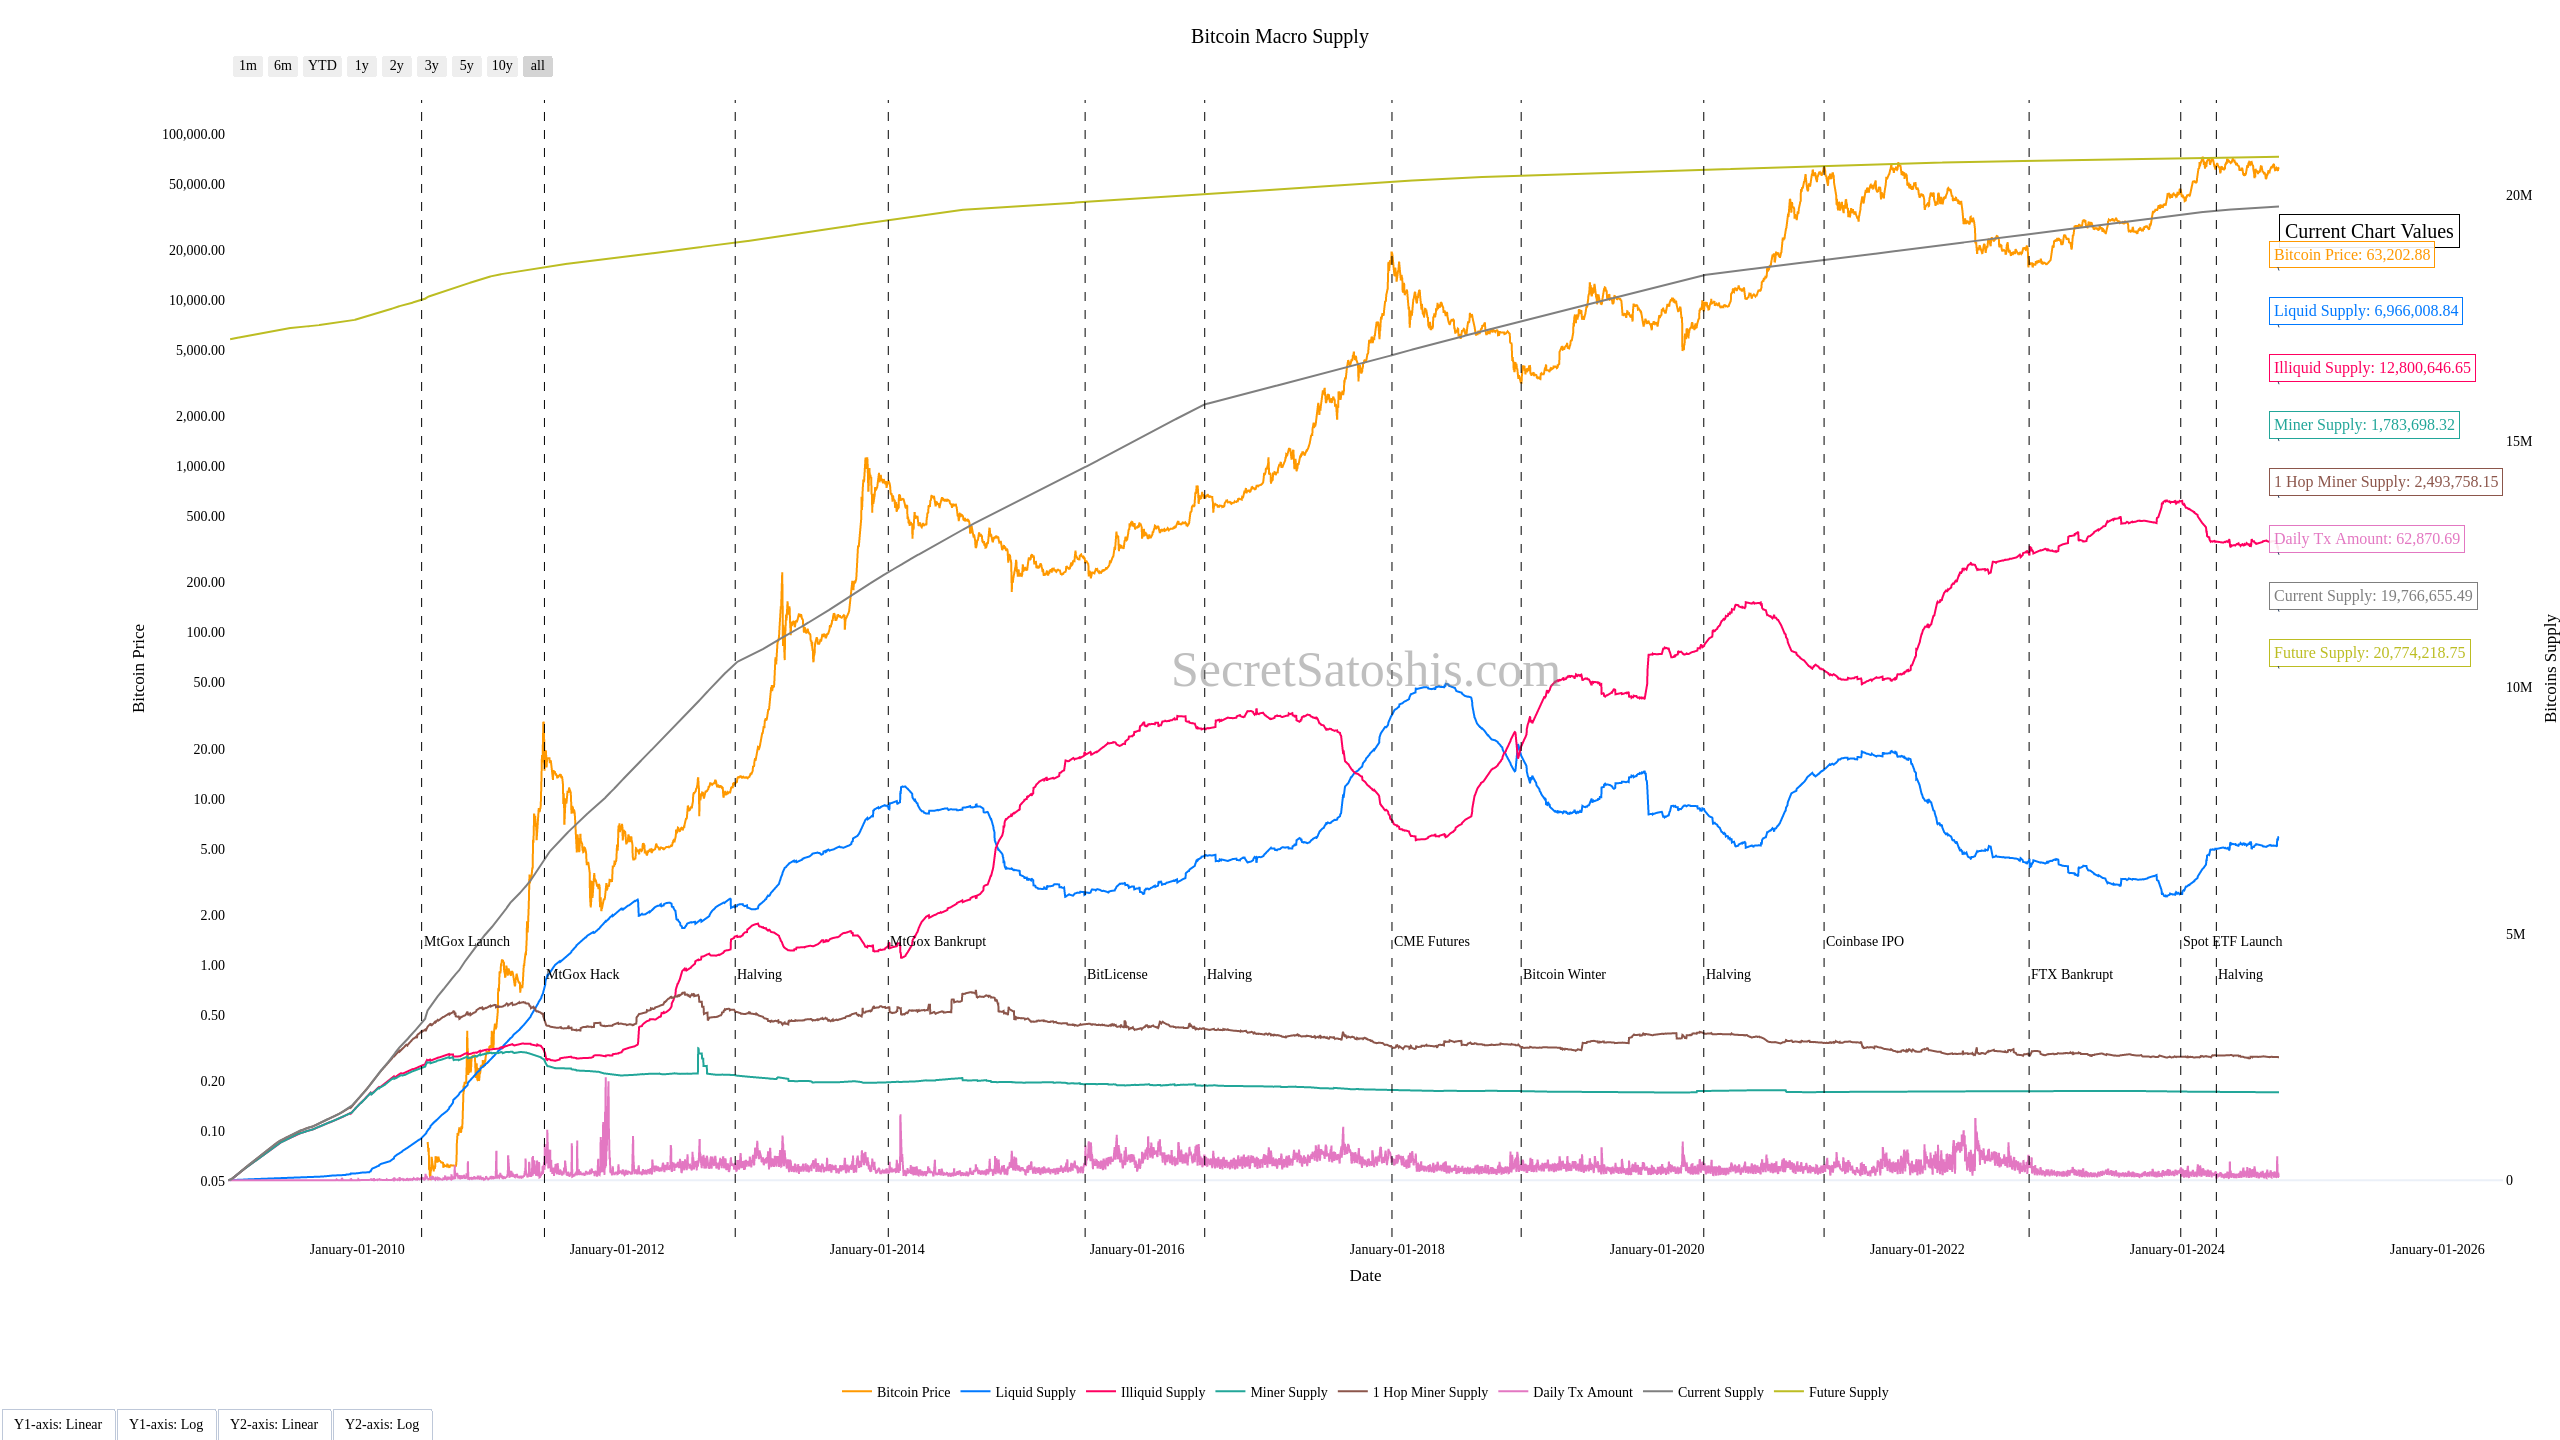 Bitcoin Macro Supply
1m 6m YTD 1y 2y 3y 5y 10y all
100,000.00
50,000.00
20,000.00
10,000.00
5,000.00
2,000.00
1,000.00
500.00
200.00
100.00
50.00
20.00
10.00
5.00
2.00
1.00
0.50
0.20
0.10
0.05
Bitcoin Price
20M
15M
10M
5M
0
Bitcoins Supply
Current Chart Values
Bitcoin Price: 63,202.88
Liquid Supply: 6,966,008.84
Illiquid Supply: 12,800,646.65
Miner Supply: 1,783,698.32
1 Hop Miner Supply: 2,493,758.15
Daily Tx Amount: 62,870.69
Current Supply: 19,766,655.49
Future Supply: 20,774,218.75
SecretSatoshis.com
MtGox Launch
MtGox Bankrupt
CME Futures
Coinbase IPO
Spot ETF Launch
MtGox Hack
Halving
BitLicense
Halving
Bitcoin Winter
Halving
FTX Bankrupt
Halving
January-01-2010
January-01-2012
January-01-2014
January-01-2016
January-01-2018
January-01-2020
January-01-2022
January-01-2024
January-01-2026
Date
Bitcoin Price
Liquid Supply
Illiquid Supply
Miner Supply
1 Hop Miner Supply
Daily Tx Amount
Current Supply
Future Supply
Y1-axis: Linear
Y1-axis: Log
Y2-axis: Linear
Y2-axis: Log